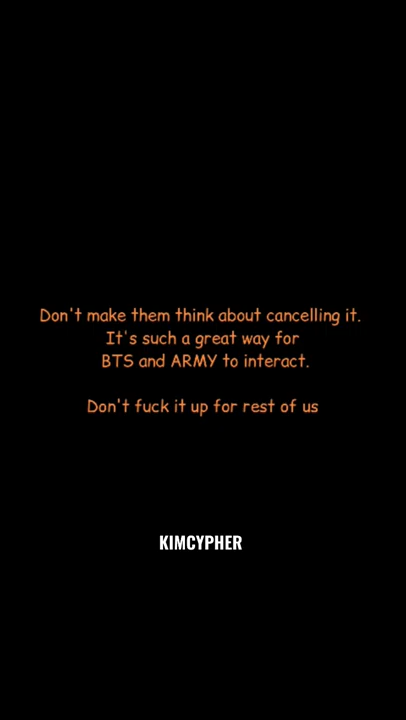 Don't make them think about cancelling it.
It's such a great way for
BTS and ARMY to interact.
Don't fuck it up for rest of us
KIMCYPHER